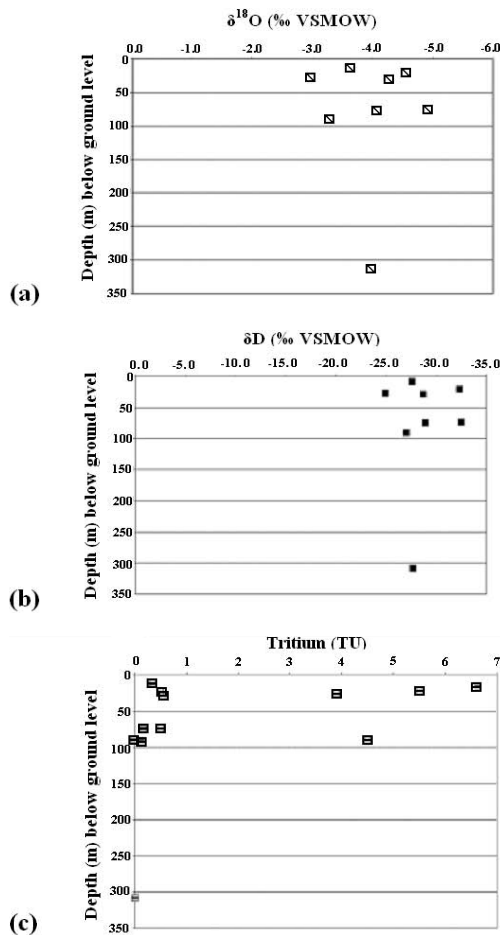 δ18O (‰ VSMOW)
0.0 -1.0 -2.0 -3.0 -4.0 -5.0 -6.0
0
50
100
150
200
250
300
350
Depth (m) below ground level
(a)
δD (‰ VSMOW)
0.0 -5.0 -10.0 -15.0 -20.0 -25.0 -30.0 -35.0
0
50
100
150
200
250
300
350
Depth (m) below ground level
(b)
Tritium (TU)
0 1 2 3 4 5 6 7
0
50
100
150
200
250
300
350
Depth (m) below ground level
(c)